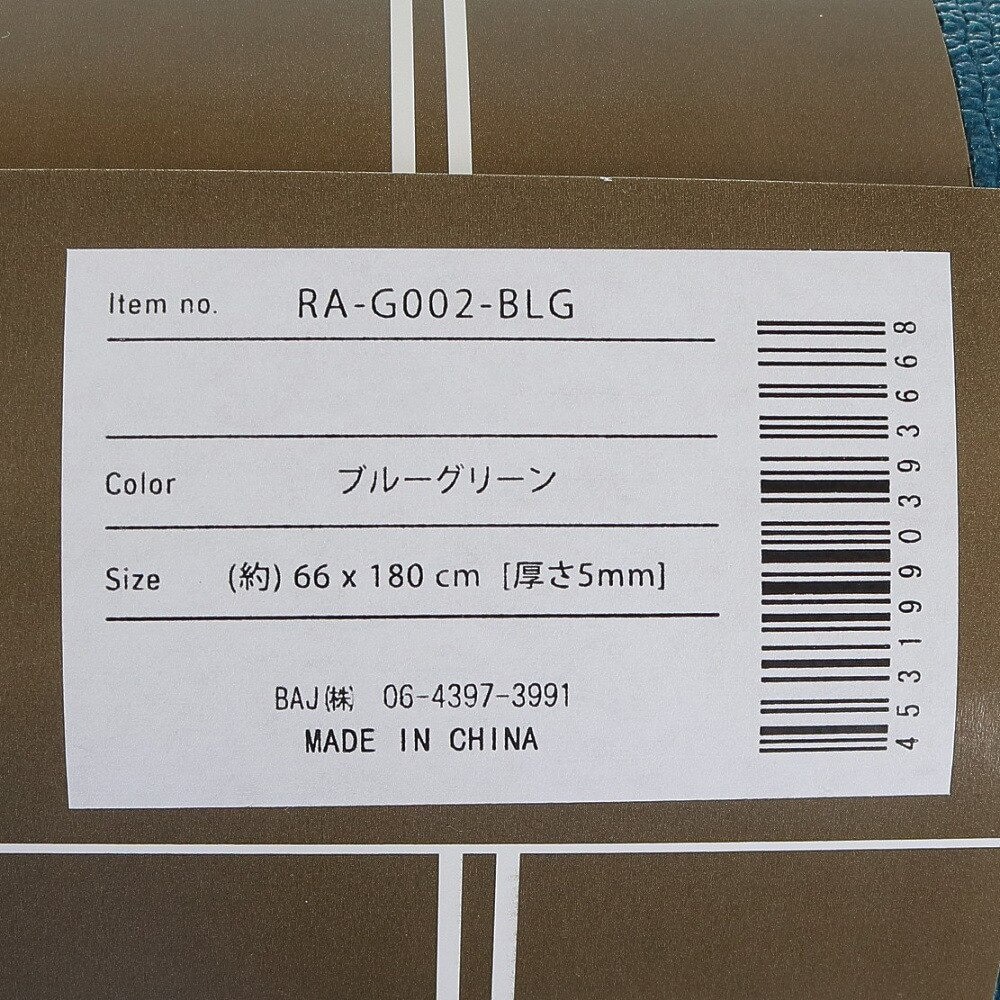 Item no. RA-G002-BLG
Color ブルーグリーン
Size (約) 66 x 180 cm [厚さ5mm]
BAJ㈱ 06-4397-3991
MADE IN CHINA
4531990393668